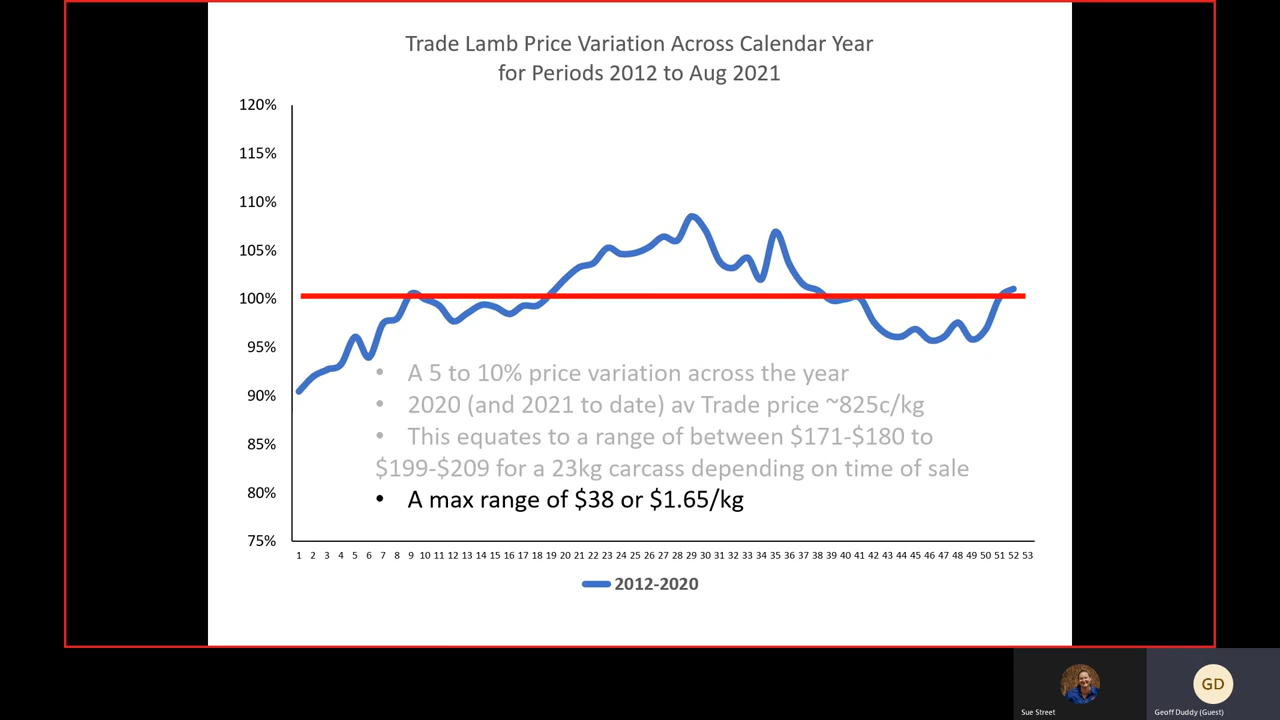 Trade Lamb Price Variation Across Calendar Year
for Periods 2012 to Aug 2021
120%
115%
110%
105%
100%
95%
90%
85%
80%
75%
• A 5 to 10% price variation across the year
• 2020 (and 2021 to date) av Trade price ~825c/kg
• This equates to a range of between $171-$180 to
$199-$209 for a 23kg carcass depending on time of sale
• A max range of $38 or $1.65/kg
1 2 3 4 5 6 7 8 9 10 11 12 13 14 15 16 17 18 19 20 21 22 23 24 25 26 27 28 29 30 31 32 33 34 35 36 37 38 39 40 41 42 43 44 45 46 47 48 49 50 51 52 53
2012-2020
GD
Sue Street
Geoff Duddy (Guest)